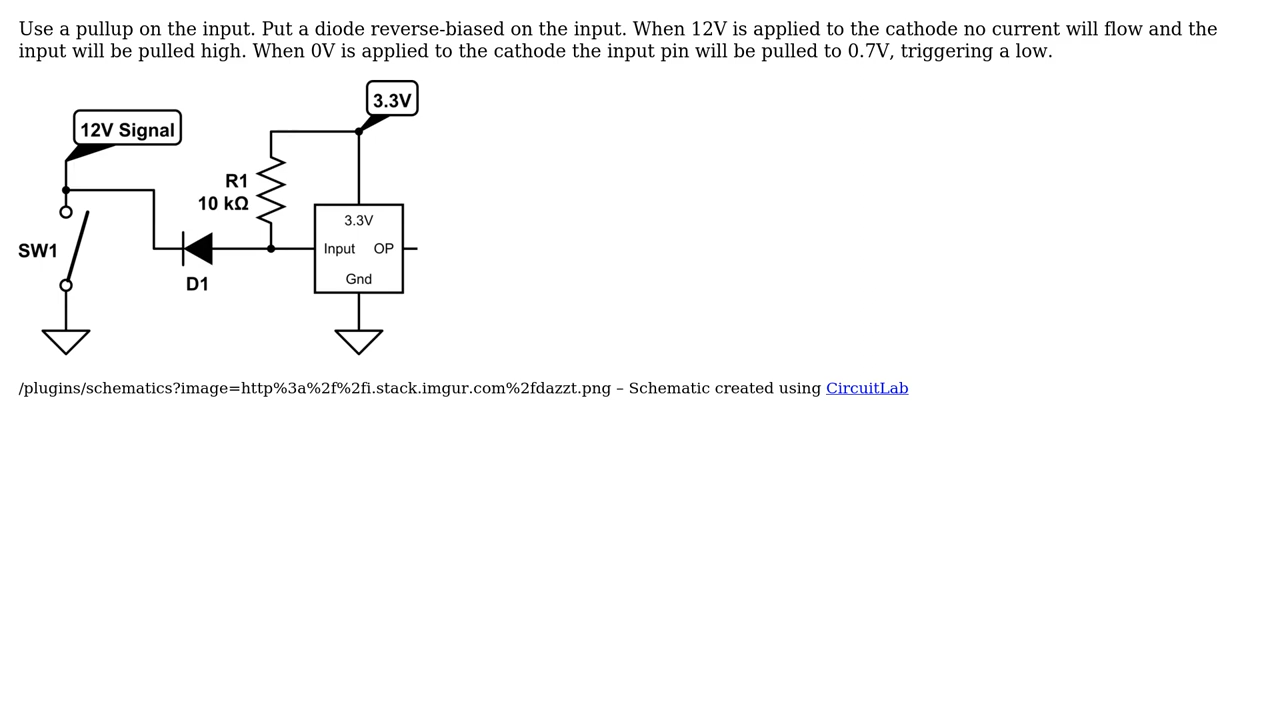 Use a pullup on the input. Put a diode reverse-biased on the input. When 12V is applied to the cathode no current will flow and the
input will be pulled high. When 0V is applied to the cathode the input pin will be pulled to 0.7V, triggering a low.
3.3V
12V Signal
R1
10 kΩ
3.3V
SW1
Input OP
D1
Gnd
/plugins/schematics?image=http%3a%2f%2fi.stack.imgur.com%2fdazzt.png – Schematic created using CircuitLab